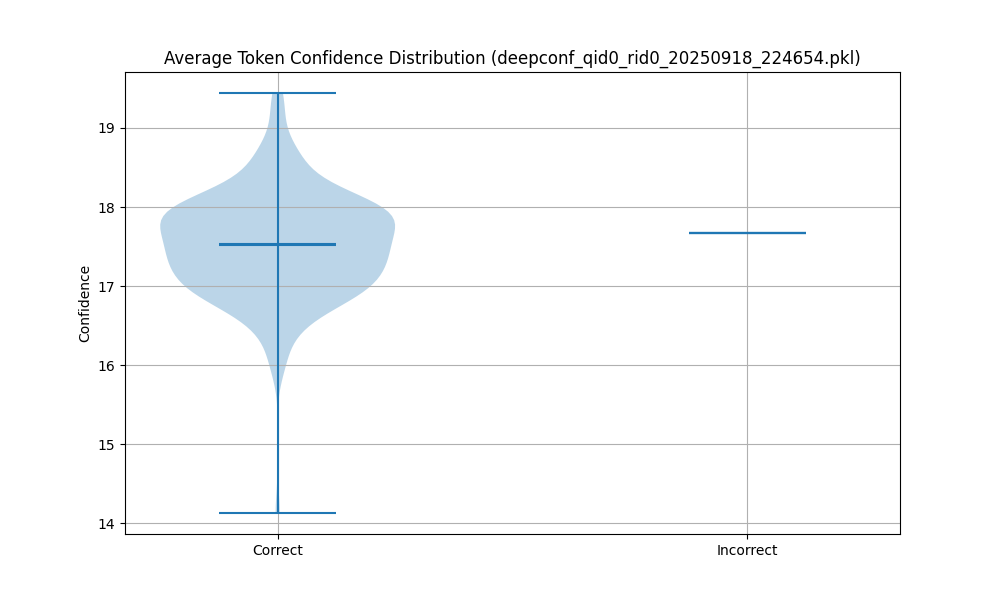 Average Token Confidence Distribution (deepconf_qid0_rid0_20250918_224654.pkl)
Confidence
19
18
17
16
15
14
Correct
Incorrect